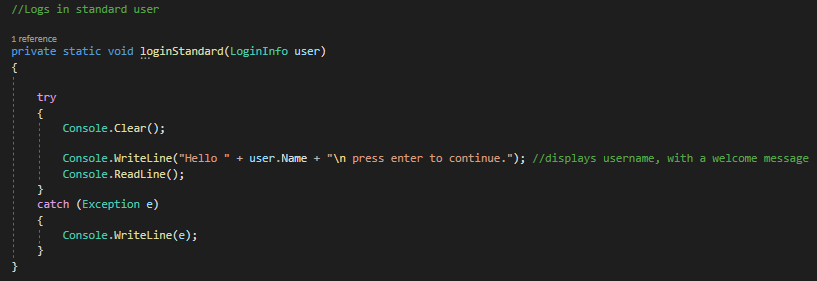 //Logs in standard user
1 reference
private static void loginStandard(LoginInfo user)
{
try
{
Console.Clear();
Console.WriteLine("Hello " + user.Name + "\n press enter to continue."); //displays username, with a welcome message
Console.ReadLine();
}
catch (Exception e)
{
Console.WriteLine(e);
}
}